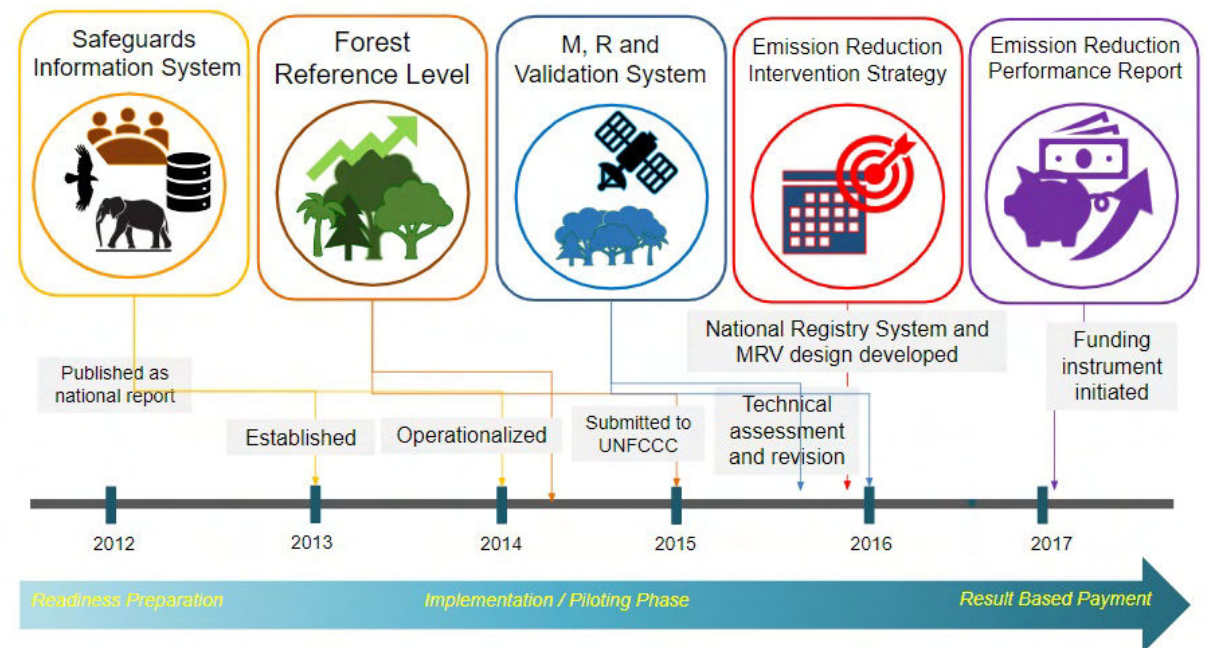 Safeguards
Information System
Forest
Reference Level
M, R and
Validation System
Emission Reduction
Intervention Strategy
Emission Reduction
Performance Report
National Registry System and
MRV design developed
Funding
instrument
initiated
Published as
national report
Established
Operationalized
Submitted to
UNFCCC
Technical
assessment
and revision
2012
2013
2014
2015
2016
2017
Readiness Preparation
Implementation / Piloting Phase
Result Based Payment